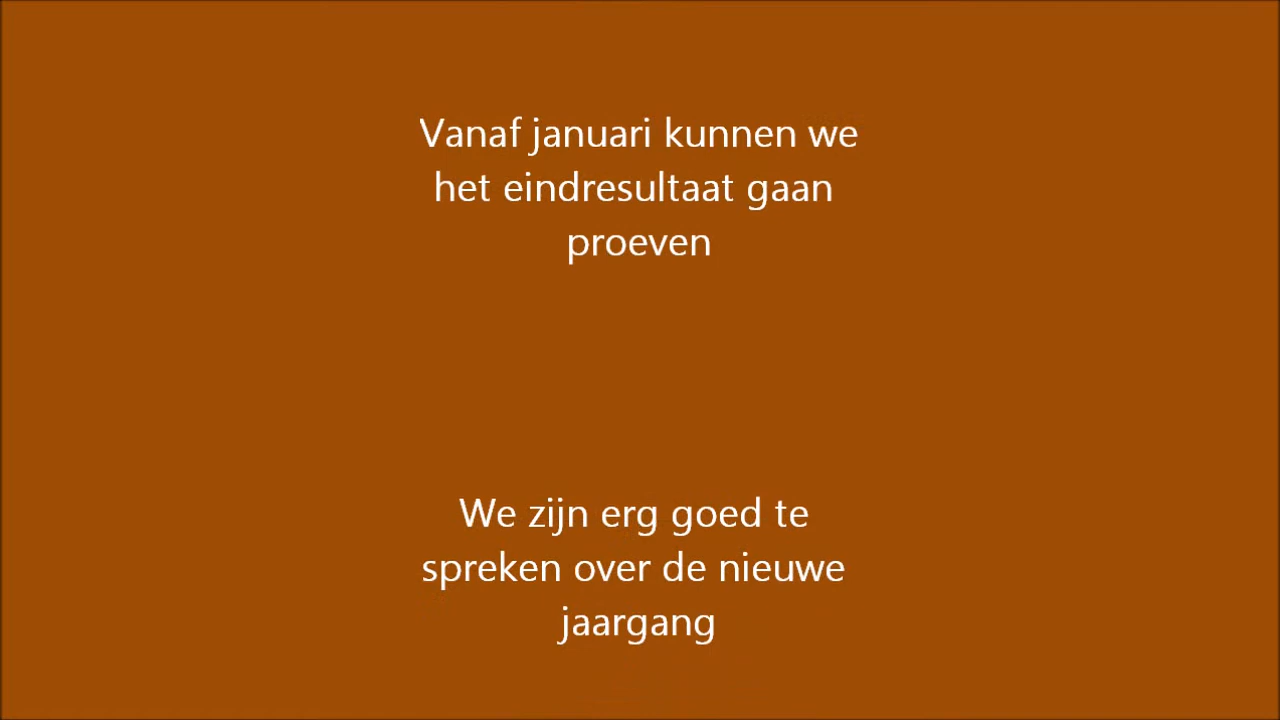 Vanaf januari kunnen we
het eindresultaat gaan
proeven
We zijn erg goed te
spreken over de nieuwe
jaargang